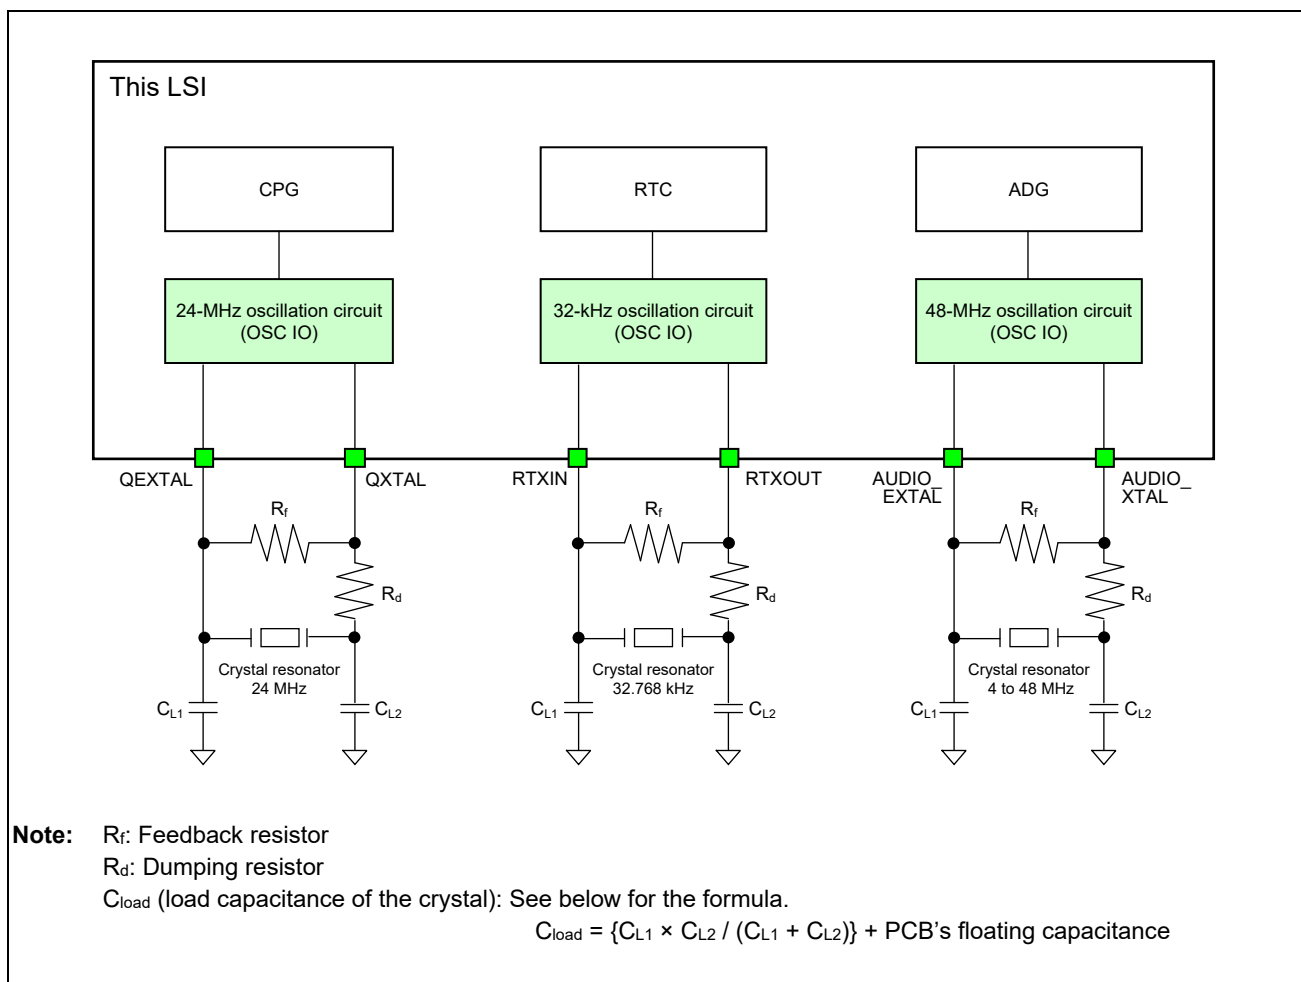 This LSI
CPG
RTC
ADG
24-MHz oscillation circuit
(OSC IO)
32-kHz oscillation circuit
(OSC IO)
48-MHz oscillation circuit
(OSC IO)
QEXTAL
QXTAL
RTXIN
RTXOUT
AUDIO_
EXTAL
AUDIO_
XTAL
Rf
Rd
Crystal resonator
24 MHz
CL1
CL2
Rf
Rd
Crystal resonator
32.768 kHz
CL1
CL2
Rf
Rd
Crystal resonator
4 to 48 MHz
CL1
CL2
Note: Rf: Feedback resistor
Rd: Dumping resistor
Cload (load capacitance of the crystal): See below for the formula.
Cload = {CL1 × CL2 / (CL1 + CL2)} + PCB's floating capacitance